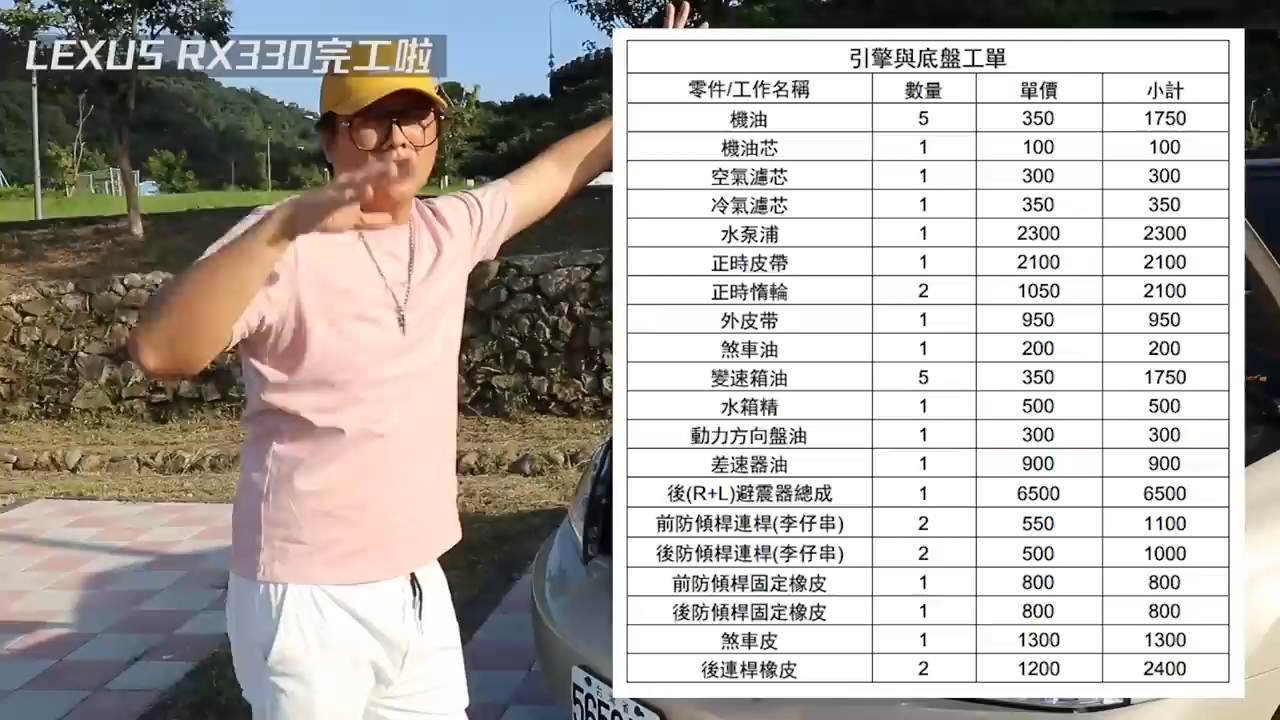 LEXUS RX330完工啦
引擎與底盤工單
零件/工作名稱 數量 單價 小計
機油 5 350 1750
機油芯 1 100 100
空氣濾芯 1 300 300
冷氣濾芯 1 350 350
水泵浦 1 2300 2300
正時皮帶 1 2100 2100
正時惰輪 2 1050 2100
外皮帶 1 950 950
煞車油 1 200 200
變速箱油 5 350 1750
水箱精 1 500 500
動力方向盤油 1 300 300
差速器油 1 900 900
後(R+L)避震器總成 1 6500 6500
前防傾桿連桿(李仔串) 2 550 1100
後防傾桿連桿(李仔串) 2 500 1000
前防傾桿固定橡皮 1 800 800
後防傾桿固定橡皮 1 800 800
煞車皮 1 1300 1300
後連桿橡皮 2 1200 2400